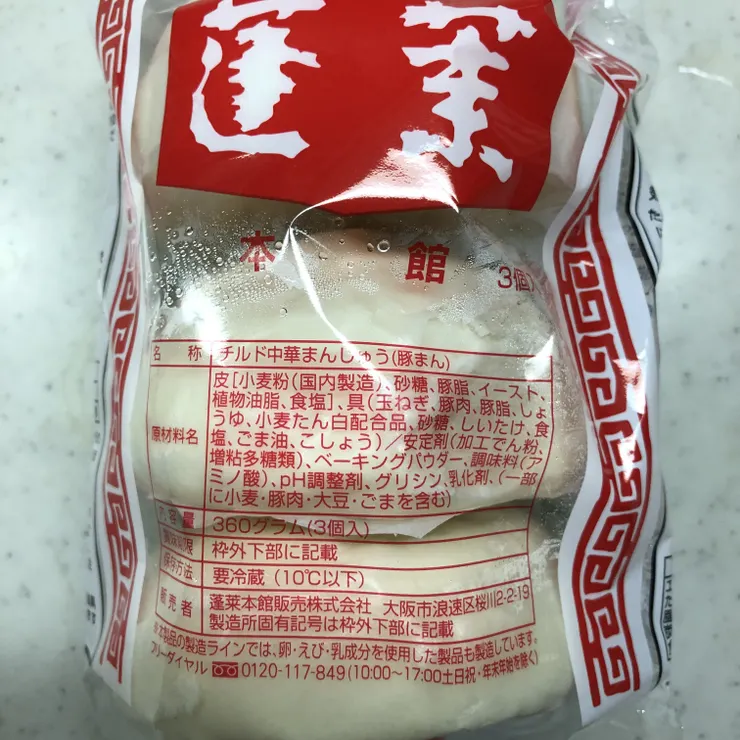 蓬莱
本館
3個入
名称 チルド中華まんじゅう(豚まん)
原材料名 皮[小麦粉(国内製造)、砂糖、豚脂、イースト、
植物油脂、食塩]、具(玉ねぎ、豚肉、豚脂、しょ
うゆ、小麦たん白配合品、砂糖、しいたけ、食
塩、ごま油、こしょう)/安定剤(加工でん粉、
増粘多糖類)、ベーキングパウダー、調味料(ア
ミノ酸)、pH調整剤、グリシン、乳化剤、(一部
に小麦・豚肉・大豆・ごまを含む)
内容量 360グラム(3個入)
賞味期限 枠外下部に記載
保存方法 要冷蔵(10℃以下)
販売者 蓬莱本館販売株式会社 大阪市浪速区桜川2-2-19
製造所固有記号は枠外下部に記載
※本製品の製造ラインでは、卵・えび・乳成分を使用した製品も製造しています。
フリーダイヤル 0120-117-849(10:00~17:00土日祝・年末年始を除く)